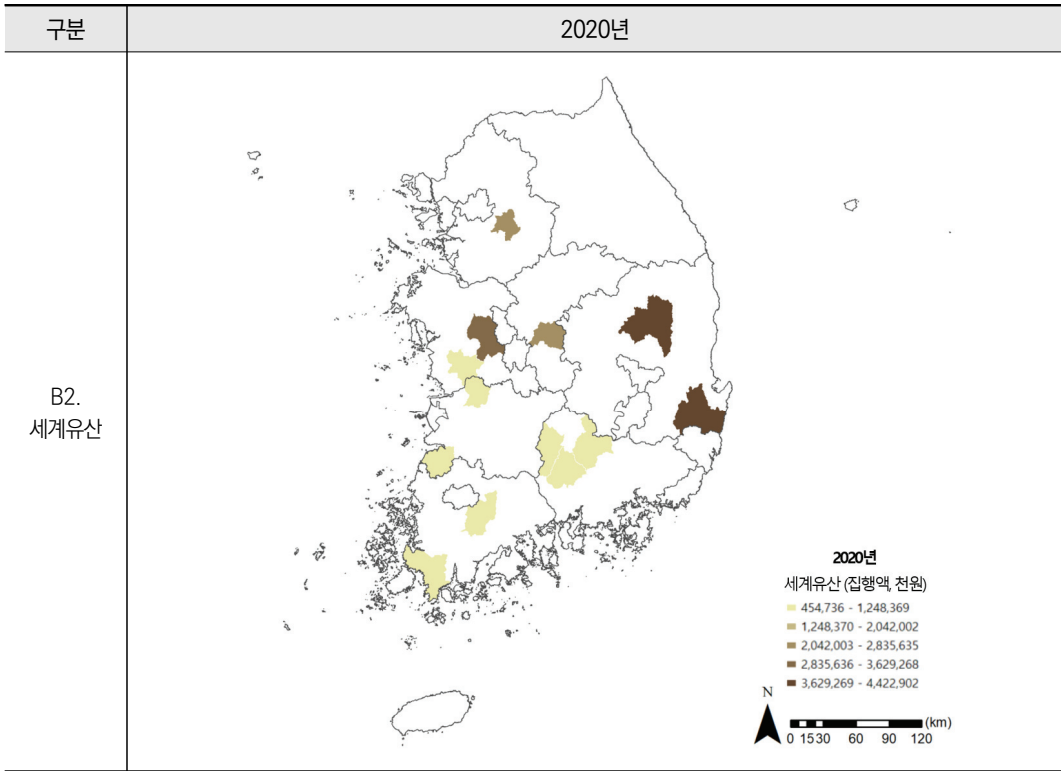 구분 2020년
B2.
세계유산
2020년
세계유산 (집행액, 천원)
454,736 - 1,248,369
1,248,370 - 2,042,002
2,042,003 - 2,835,635
2,835,636 - 3,629,268
3,629,269 - 4,422,902
N
(km)
0 15 30 60 90 120